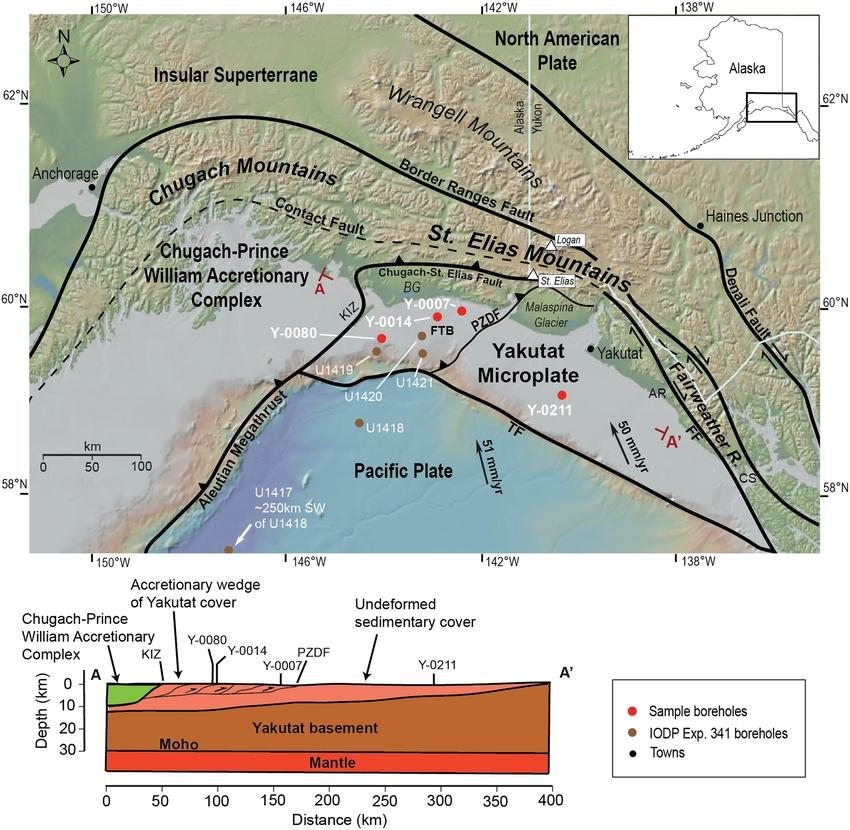 150°W
146°W
142°W
138°W
N
North American
Plate
Insular Superterrane
Alaska
62°N
62°N
Wrangell Mountains
Alaska
Yukon
Anchorage
Chugach Mountains
Border Ranges Fault
Haines Junction
Contact Fault
St. Elias Mountains
Logan
Chugach-Prince
William Accretionary
Complex
A
Chugach-St. Elias Fault
St. Elias
BG
Denali Fault
60°N
60°N
KIZ
Y-0007
Y-0014
FTB
PZDF
Malaspina
Glacier
Y-0080
Yakutat
Microplate
Yakutat
U1419
U1420
U1421
Fairweather R.
AR
Y-0211
U1418
TF
50 mm/yr
A'
FF
km
0
50
100
Aleutian Megathrust
Pacific Plate
51 mm/yr
CS
58°N
58°N
U1417
~250km SW
of U1418
150°W
146°W
142°W
138°W
Accretionary wedge
of Yakutat cover
Chugach-Prince
William Accretionary
Complex
Undeformed
sedimentary cover
KIZ
Y-0080
Y-0014
Y-0007
PZDF
Y-0211
A
A'
Depth (km)
0
10
20
30
Yakutat basement
Moho
Mantle
0
50
100
150
200
250
300
350
400
Distance (km)
Sample boreholes
IODP Exp. 341 boreholes
Towns